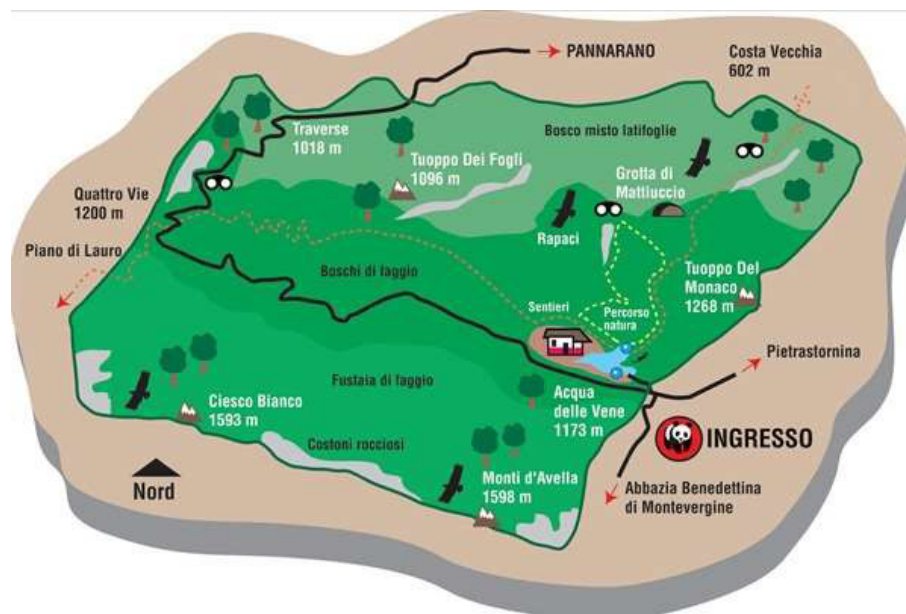 PANNARANO
Costa Vecchia
602 m
Traverse
1018 m
Bosco misto latifoglie
Tuoppo Dei Fogli
1096 m
Grotta di
Mattiuccio
Quattro Vie
1200 m
Rapaci
Piano di Lauro
Boschi di faggio
Tuoppo Del
Monaco
1268 m
Sentieri
Percorso
natura
Pietrastornina
Fustaia di faggio
Acqua
delle Vene
1173 m
Ciesco Bianco
1593 m
INGRESSO
Costoni rocciosi
Monti d'Avella
1598 m
Abbazia Benedettina
di Montevergine
Nord